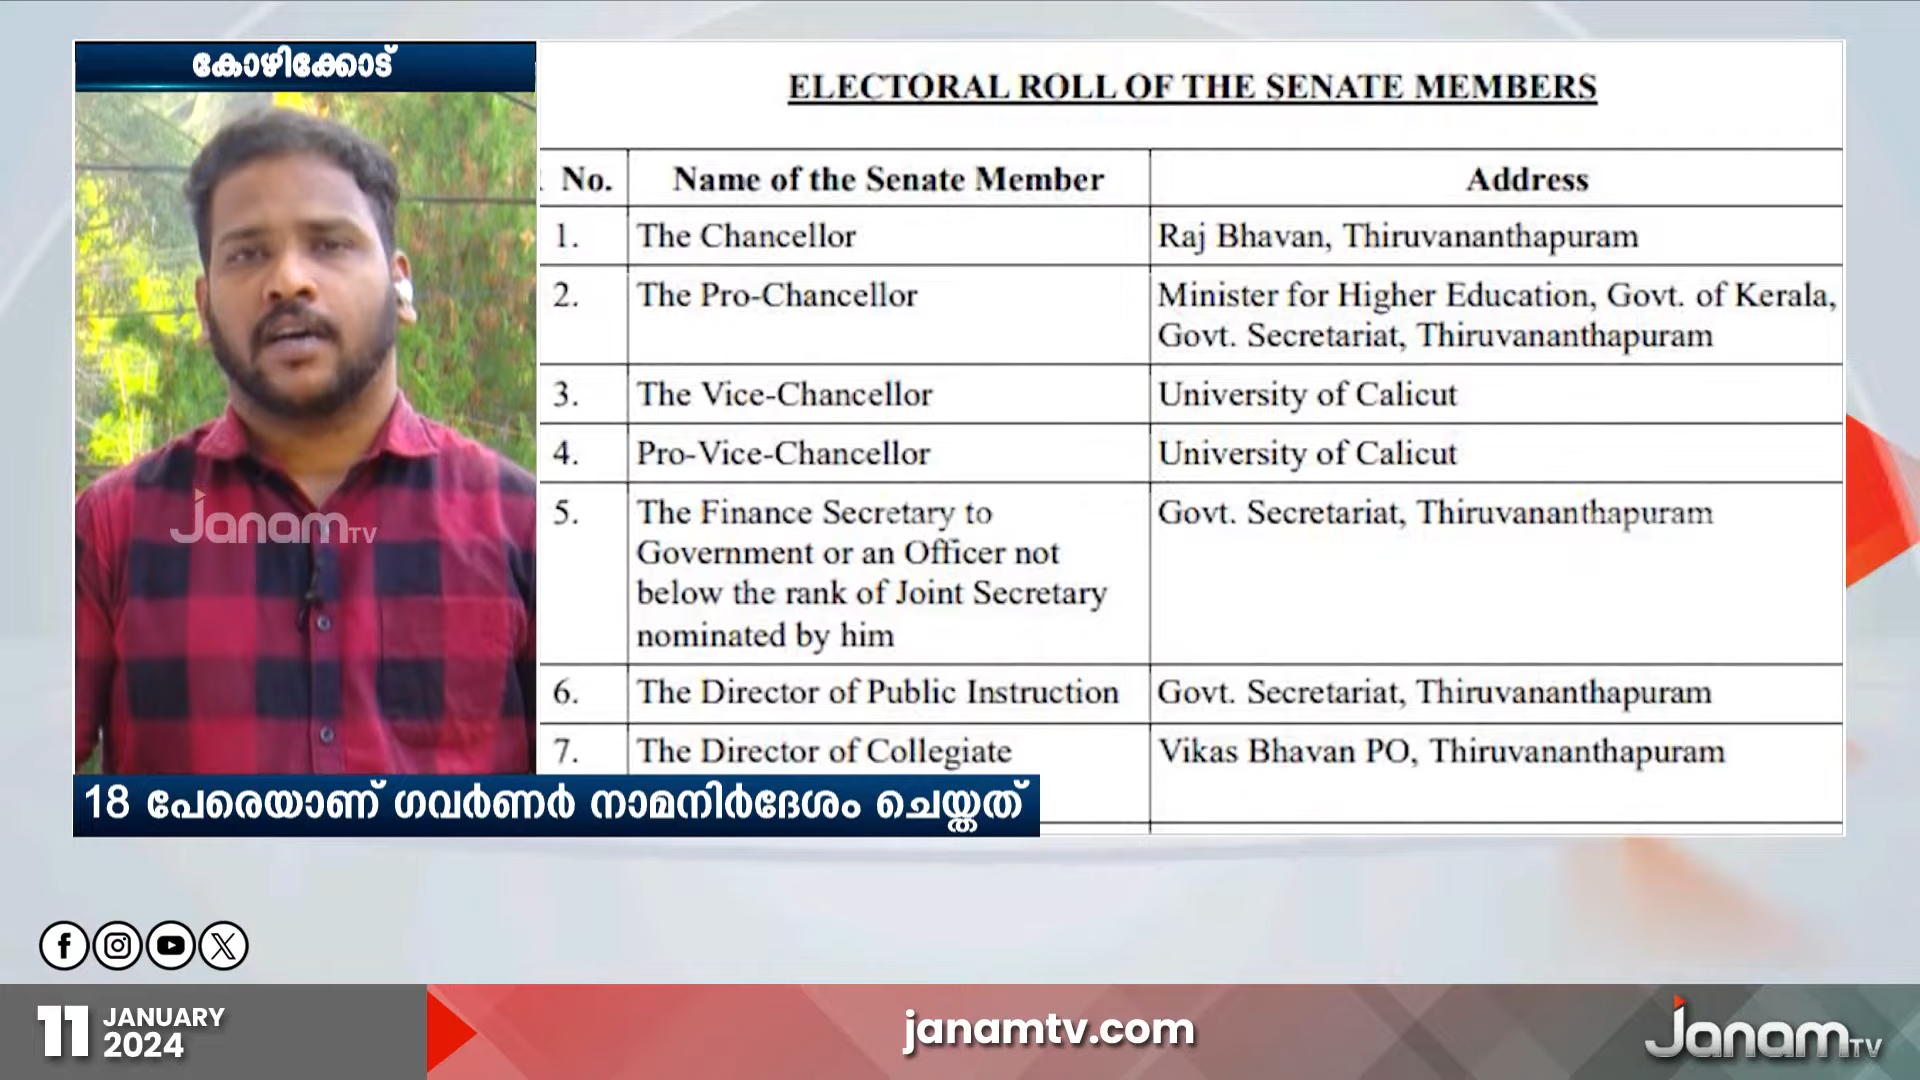 കോഴിക്കോട്
ELECTORAL ROLL OF THE SENATE MEMBERS
No. Name of the Senate Member Address
1. The Chancellor Raj Bhavan, Thiruvananthapuram
2. The Pro-Chancellor Minister for Higher Education, Govt. of Kerala,
Govt. Secretariat, Thiruvananthapuram
3. The Vice-Chancellor University of Calicut
4. Pro-Vice-Chancellor University of Calicut
5. The Finance Secretary to Govt. Secretariat, Thiruvananthapuram
Government or an Officer not
below the rank of Joint Secretary
nominated by him
6. The Director of Public Instruction Govt. Secretariat, Thiruvananthapuram
7. The Director of Collegiate Vikas Bhavan PO, Thiruvananthapuram
Janam TV
18 പേരെയാണ് ഗവർണർ നാമനിർദേശം ചെയ്തത്
11 JANUARY
2024
janamtv.com
Janam TV